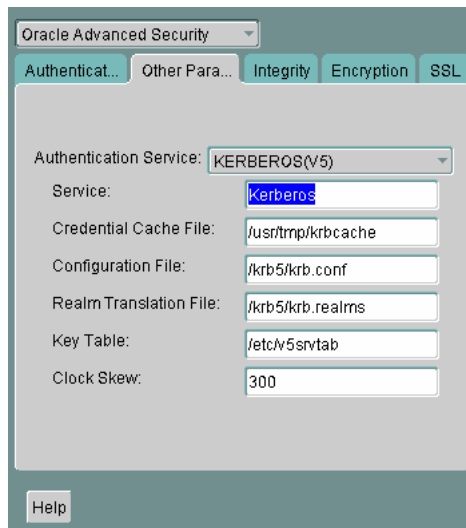 Oracle Advanced Security
Authenticat... Other Para... Integrity Encryption SSL
Authentication Service: KERBEROS(V5)
Service: Kerberos
Credential Cache File: /usr/tmp/krbcache
Configuration File: /krb5/krb.conf
Realm Translation File: /krb5/krb.realms
Key Table: /etc/v5srvtab
Clock Skew: 300
Help